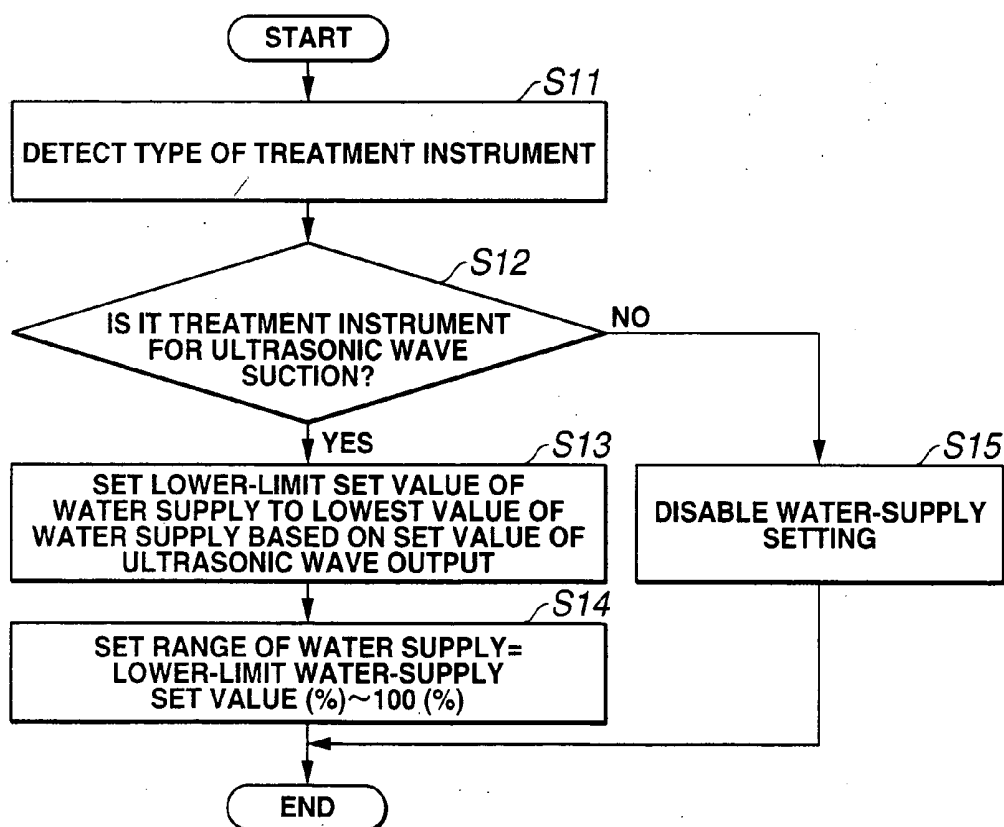 START
S11
DETECT TYPE OF TREATMENT INSTRUMENT
S12
IS IT TREATMENT INSTRUMENT
FOR ULTRASONIC WAVE
SUCTION?
NO
YES
S13
SET LOWER-LIMIT SET VALUE OF
WATER SUPPLY TO LOWEST VALUE OF
WATER SUPPLY BASED ON SET VALUE OF
ULTRASONIC WAVE OUTPUT
S15
DISABLE WATER-SUPPLY
SETTING
S14
SET RANGE OF WATER SUPPLY=
LOWER-LIMIT WATER-SUPPLY
SET VALUE (%)~100 (%)
END